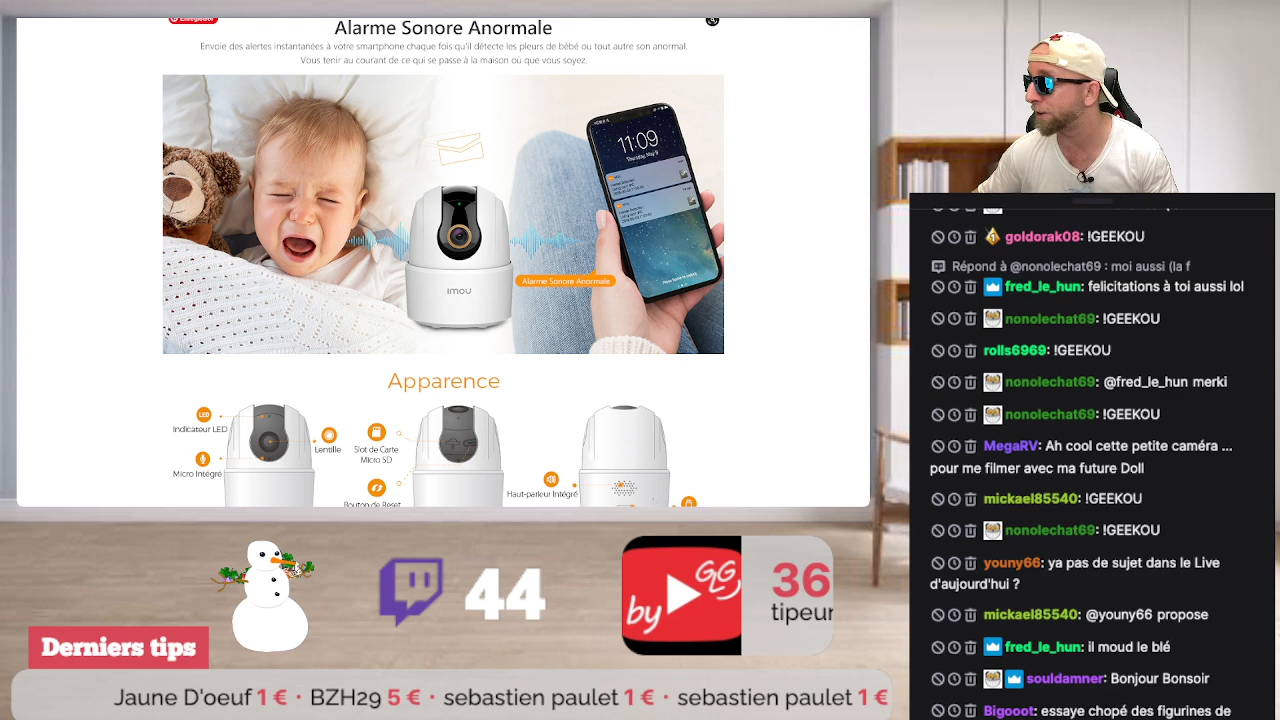 Enregistrer
Alarme Sonore Anormale
Envoie des alertes instantanées à votre smartphone chaque fois qu'il détecte les pleurs de bébé ou tout autre son anormal.
Vous tenir au courant de ce qui se passe à la maison où que vous soyez.
11:09
imou
Alarme Sonore Anormale
Apparence
LED
Indicateur LED
Lentille
Micro Intégré
Slot de Carte
Micro SD
Bouton de Reset
Haut-parleur Intégré
goldorak08: !GEEKOU
Répond à @nonolechat69 : moi aussi (la f
fred_le_hun: felicitations à toi aussi lol
nonolechat69: !GEEKOU
rolls6969: !GEEKOU
nonolechat69: @fred_le_hun merki
nonolechat69: !GEEKOU
MegaRV: Ah cool cette petite caméra ...
pour me filmer avec ma future Doll
mickael85540: !GEEKOU
nonolechat69: !GEEKOU
youny66: ya pas de sujet dans le Live
d'aujourd'hui ?
mickael85540: @youny66 propose
fred_le_hun: il moud le blé
souldamner: Bonjour Bonsoir
Bigooot: essaye chopé des figurines de
44
by GLG
36
tipeur
Derniers tips
Jaune D'oeuf 1 € · BZH29 5 € · sebastien paulet 1 € · sebastien paulet 1 €